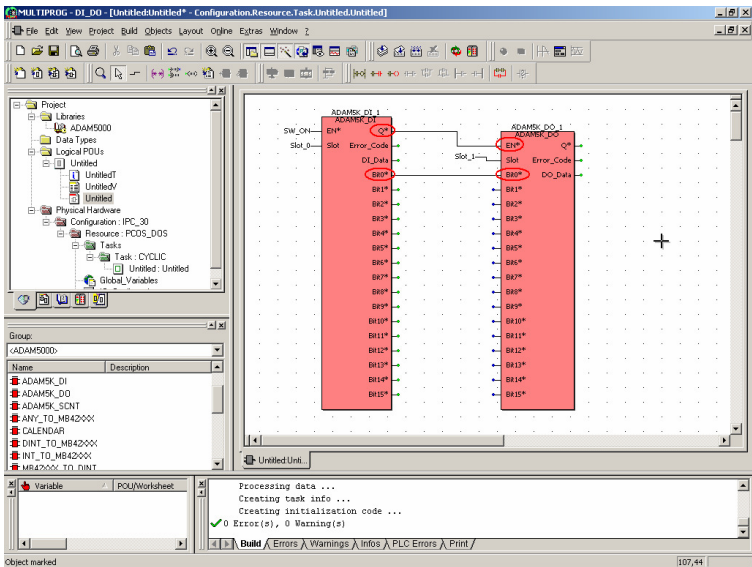 MULTIPROG - DI_DO - [Untitled:Untitled* - Configuration.Resource.Task.Untitled.Untitled]
File Edit View Project Build Objects Layout Online Extras Window ?
Project
Libraries
ADAM5000
Data Types
Logical POUs
Untitled
UntitledT
UntitledV
Untitled
Physical Hardware
Configuration : IPC_30
Resource : PCOS_DOS
Tasks
Task : CYCLIC
Untitled : Untitled
Global_Variables
Group:
<ADAM5000>
Name Description
ADAM5K_DI
ADAM5K_DO
ADAM5K_SCNT
ANY_TO_MB42XXX
CALENDAR
DINT_TO_MB42XXX
INT_TO_MB42XXX
MB42XXX_TO_DINT
ADAM5K_DI_1
ADAM5K_DI
SW_ON EN* Q*
Slot_0 Slot Error_Code
DI_Data
Bit0*
Bit1*
Bit2*
Bit3*
Bit4*
Bit5*
Bit6*
Bit7*
Bit8*
Bit9*
Bit10*
Bit11*
Bit12*
Bit13*
Bit14*
Bit15*
ADAM5K_DO_1
ADAM5K_DO
EN* Q*
Slot_1 Slot Error_Code
Bit0* DO_Data
Bit1*
Bit2*
Bit3*
Bit4*
Bit5*
Bit6*
Bit7*
Bit8*
Bit9*
Bit10*
Bit11*
Bit12*
Bit13*
Bit14*
Bit15*
Untitled:Unti...
Variable POU/Worksheet
Processing data ...
Creating task info ...
Creating initialization code ...
0 Error(s), 0 Warning(s)
Build Errors Warnings Infos PLC Errors Print
Object marked
107,44